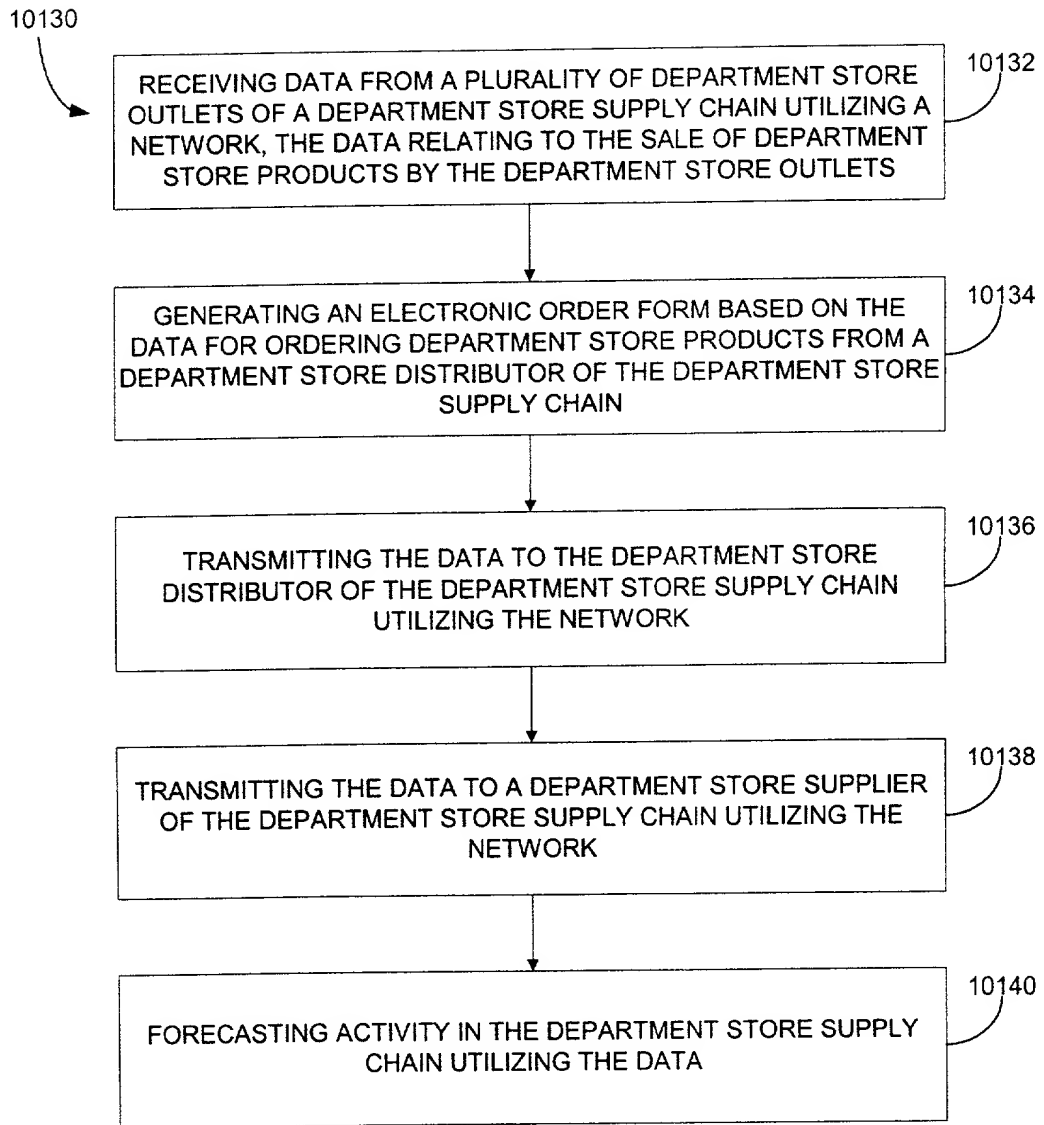 10130
10132
RECEIVING DATA FROM A PLURALITY OF DEPARTMENT STORE
OUTLETS OF A DEPARTMENT STORE SUPPLY CHAIN UTILIZING A
NETWORK, THE DATA RELATING TO THE SALE OF DEPARTMENT
STORE PRODUCTS BY THE DEPARTMENT STORE OUTLETS
10134
GENERATING AN ELECTRONIC ORDER FORM BASED ON THE
DATA FOR ORDERING DEPARTMENT STORE PRODUCTS FROM A
DEPARTMENT STORE DISTRIBUTOR OF THE DEPARTMENT STORE
SUPPLY CHAIN
10136
TRANSMITTING THE DATA TO THE DEPARTMENT STORE
DISTRIBUTOR OF THE DEPARTMENT STORE SUPPLY CHAIN
UTILIZING THE NETWORK
10138
TRANSMITTING THE DATA TO A DEPARTMENT STORE SUPPLIER
OF THE DEPARTMENT STORE SUPPLY CHAIN UTILIZING THE
NETWORK
10140
FORECASTING ACTIVITY IN THE DEPARTMENT STORE SUPPLY
CHAIN UTILIZING THE DATA